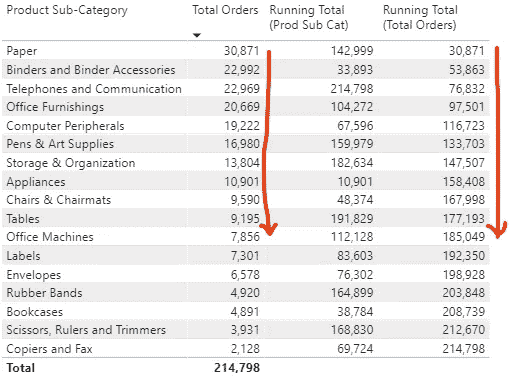 Product Sub-Category Total Orders Running Total Running Total
(Prod Sub Cat) (Total Orders)
Paper 30,871 142,999 30,871
Binders and Binder Accessories 22,992 33,893 53,863
Telephones and Communication 22,969 214,798 76,832
Office Furnishings 20,669 104,272 97,501
Computer Peripherals 19,222 67,596 116,723
Pens & Art Supplies 16,980 159,979 133,703
Storage & Organization 13,804 182,634 147,507
Appliances 10,901 10,901 158,408
Chairs & Chairmats 9,590 48,374 167,998
Tables 9,195 191,829 177,193
Office Machines 7,856 112,128 185,049
Labels 7,301 83,603 192,350
Envelopes 6,578 76,302 198,928
Rubber Bands 4,920 164,899 203,848
Bookcases 4,891 38,784 208,739
Scissors, Rulers and Trimmers 3,931 168,830 212,670
Copiers and Fax 2,128 69,724 214,798
Total 214,798